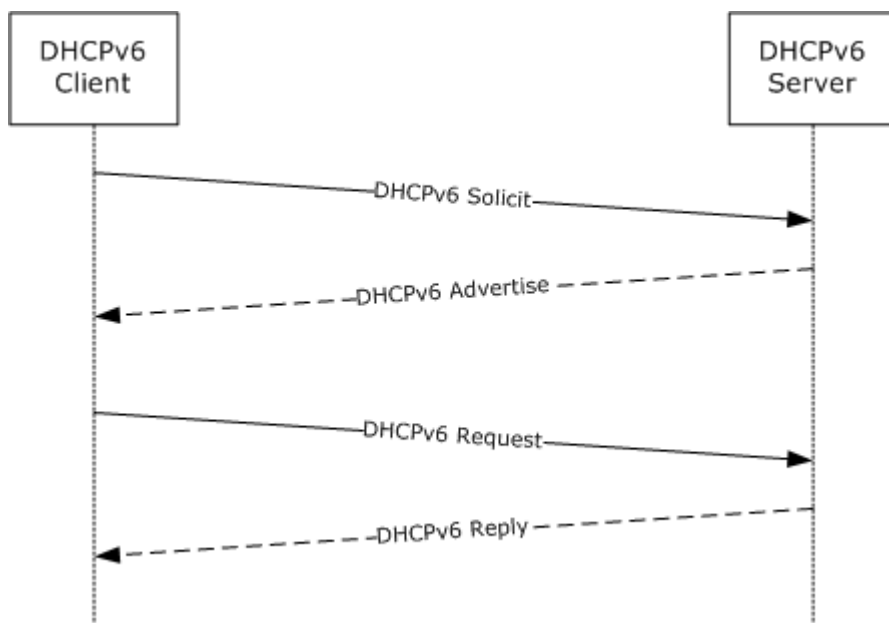 DHCPv6
Client
DHCPv6
Server
DHCPv6 Solicit
DHCPv6 Advertise
DHCPv6 Request
DHCPv6 Reply